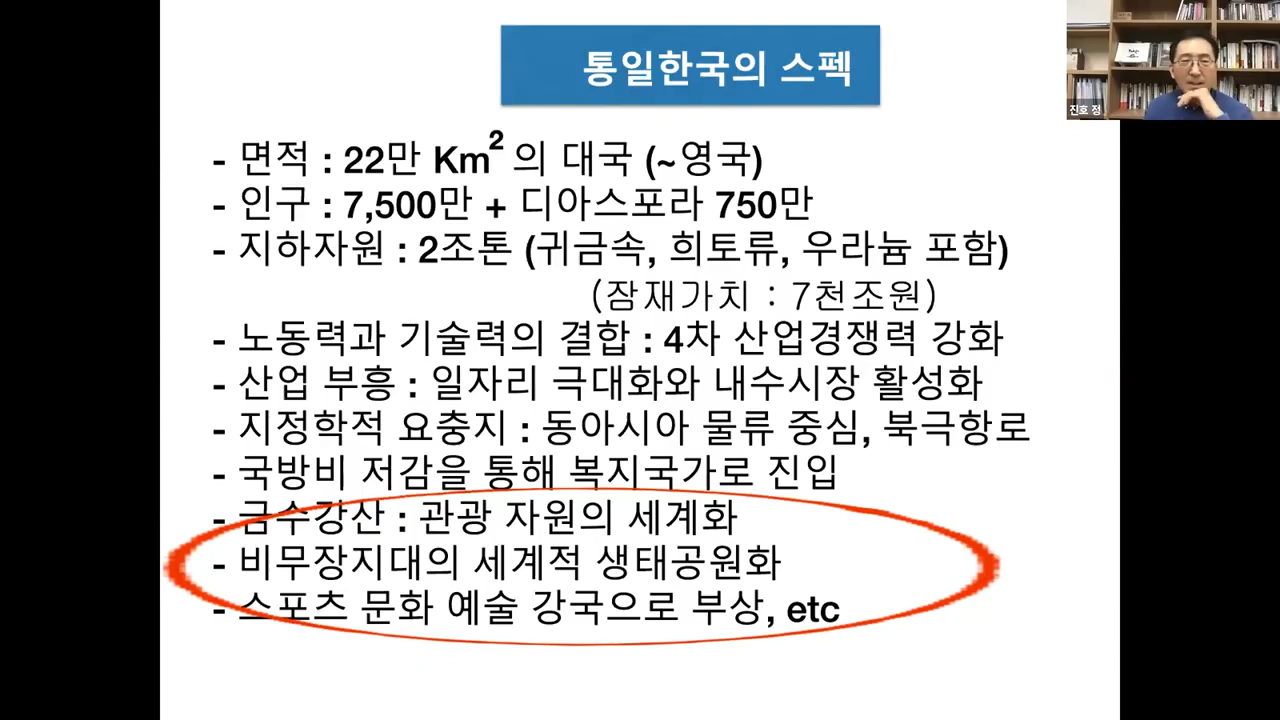 통일한국의 스펙
- 면적 : 22만 Km² 의 대국 (~영국)
- 인구 : 7,500만 + 디아스포라 750만
- 지하자원 : 2조톤 (귀금속, 희토류, 우라늄 포함)
(잠재가치 : 7천조원)
- 노동력과 기술력의 결합 : 4차 산업경쟁력 강화
- 산업 부흥 : 일자리 극대화와 내수시장 활성화
- 지정학적 요충지 : 동아시아 물류 중심, 북극항로
- 국방비 저감을 통해 복지국가로 진입
- 금수강산 : 관광 자원의 세계화
- 비무장지대의 세계적 생태공원화
- 스포츠 문화 예술 강국으로 부상, etc
진호 정